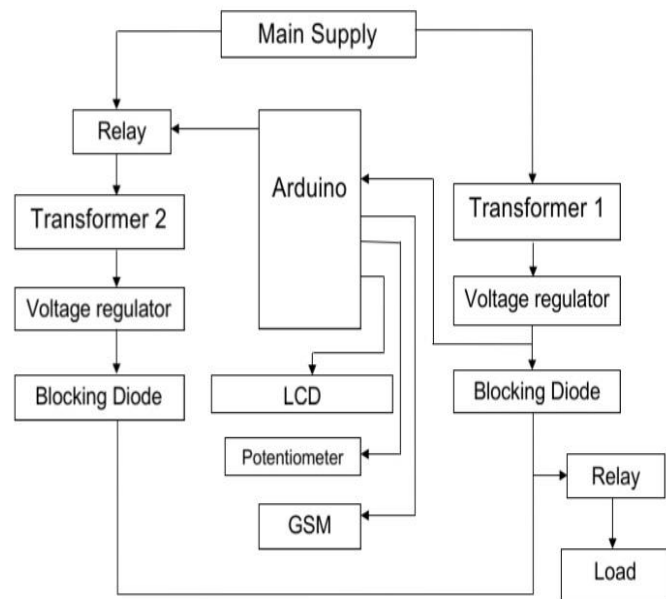 Main Supply
Relay
Arduino
Transformer 2
Transformer 1
Voltage regulator
Voltage regulator
Blocking Diode
LCD
Blocking Diode
Potentiometer
Relay
GSM
Load